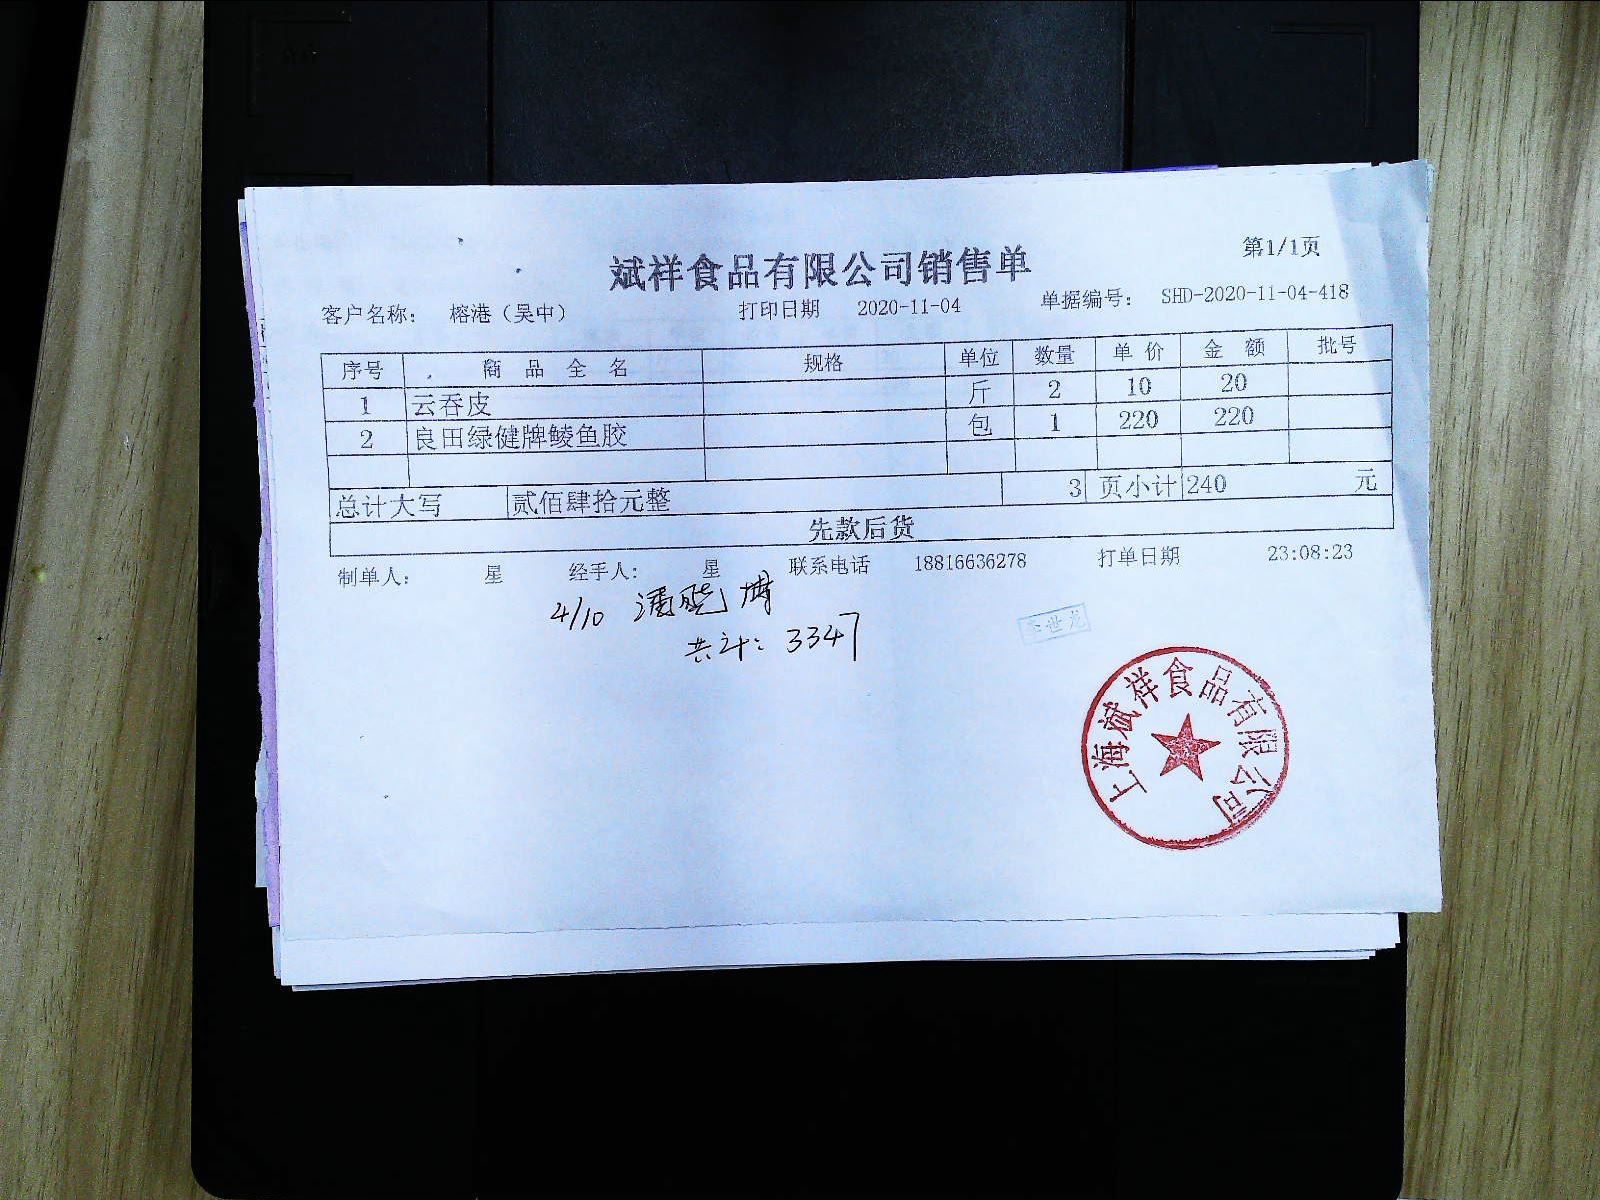 第1/1页
斌祥食品有限公司销售单
客户名称： 榕港（吴中） 打印日期 2020-11-04 单据编号： SHD-2020-11-04-418
序号 商品全名 规格 单位 数量 单价 金额 批号
1 云吞皮 斤 2 10 20
2 良田绿健牌鲮鱼胶 包 1 220 220
总计大写 贰佰肆拾元整 3 页小计 240 元
先款后货
制单人： 星 经手人： 星 联系电话 18816636278 打单日期 23:08:23
4/10 潘晓博
共计：3347
上海斌祥食品有限公司